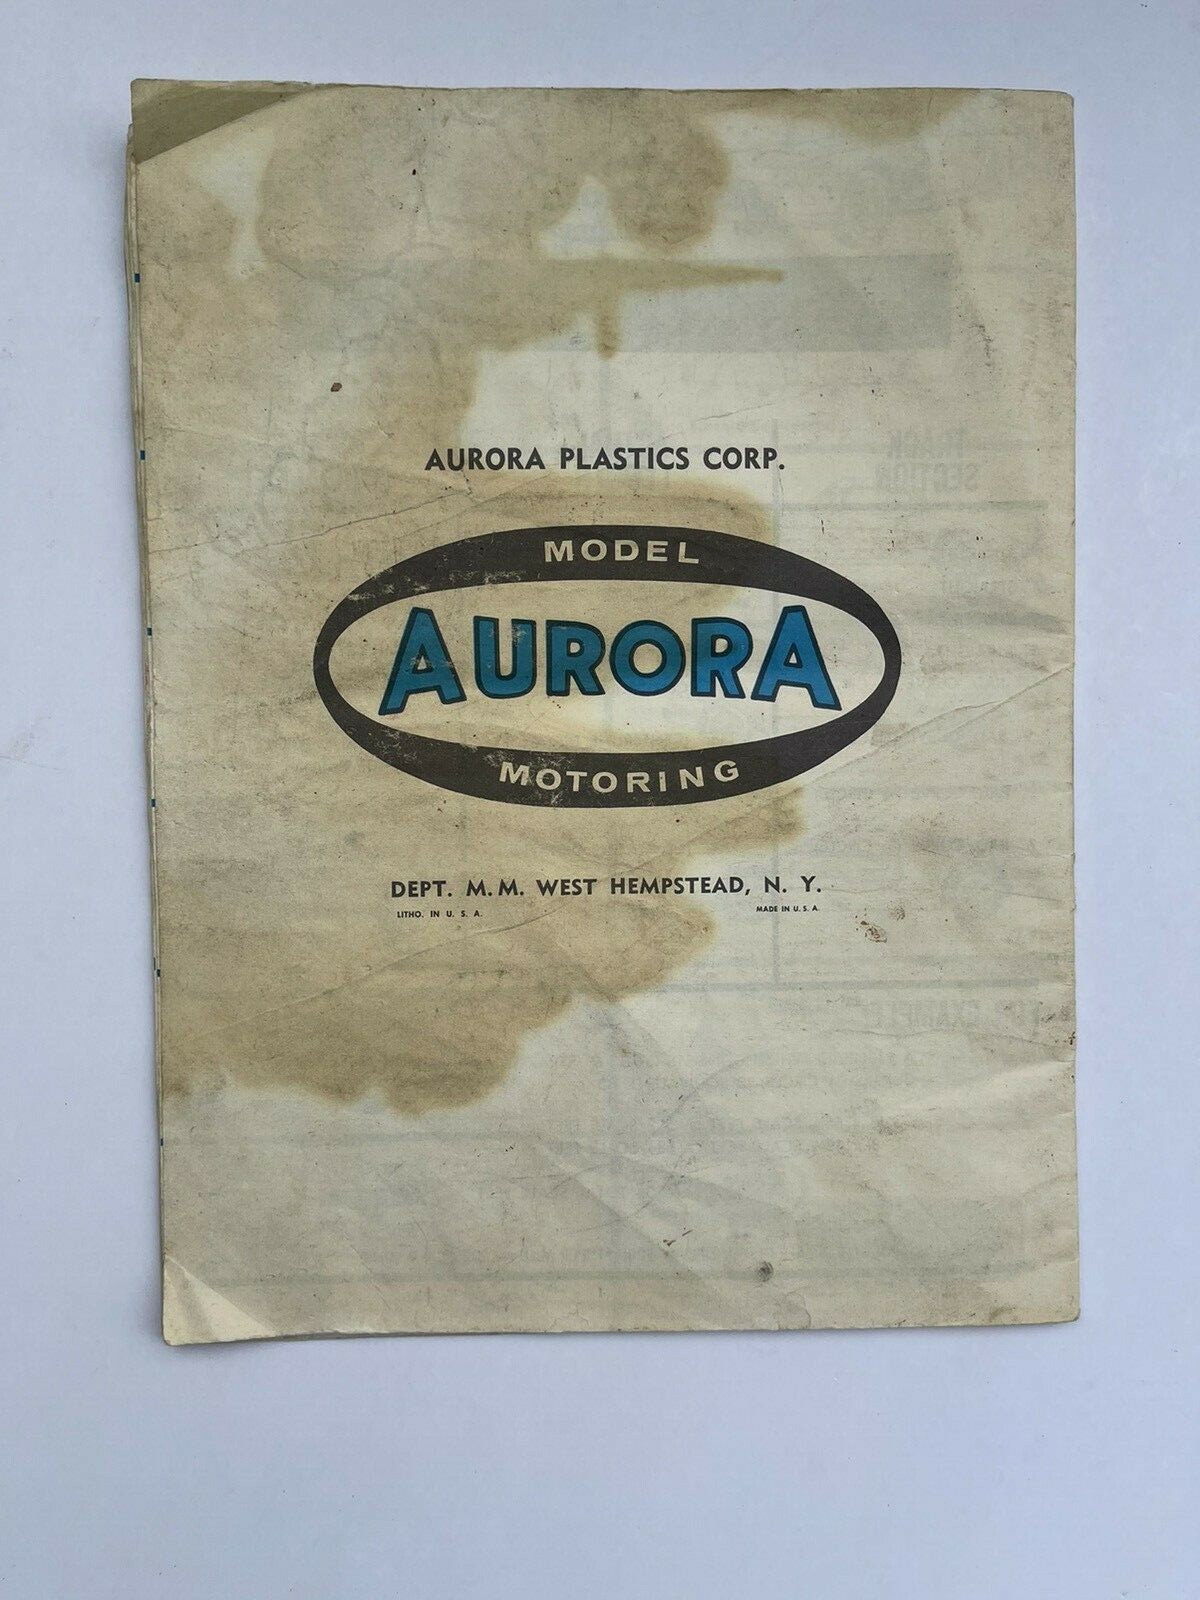 AURORA PLASTICS CORP.
MODEL
AURORA
MOTORING
DEPT. M.M. WEST HEMPSTEAD, N. Y.
LITHO. IN U. S. A.
MADE IN U. S. A.